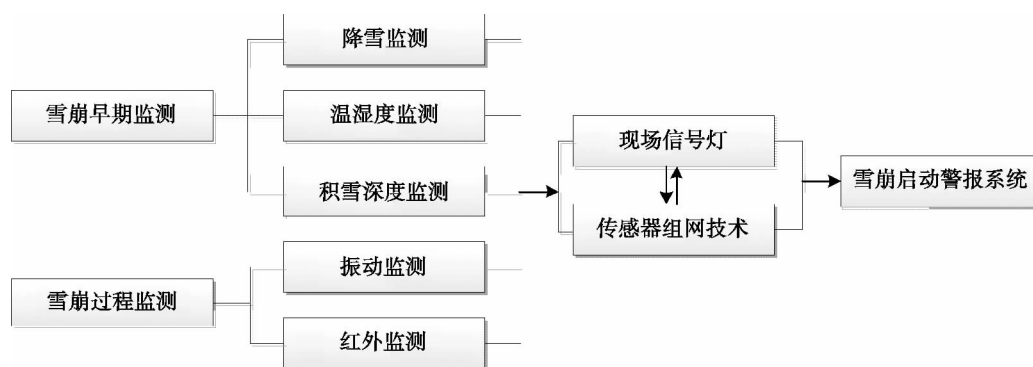 降雪监测
雪崩早期监测
温湿度监测
积雪深度监测
现场信号灯
传感器组网技术
雪崩启动警报系统
雪崩过程监测
振动监测
红外监测